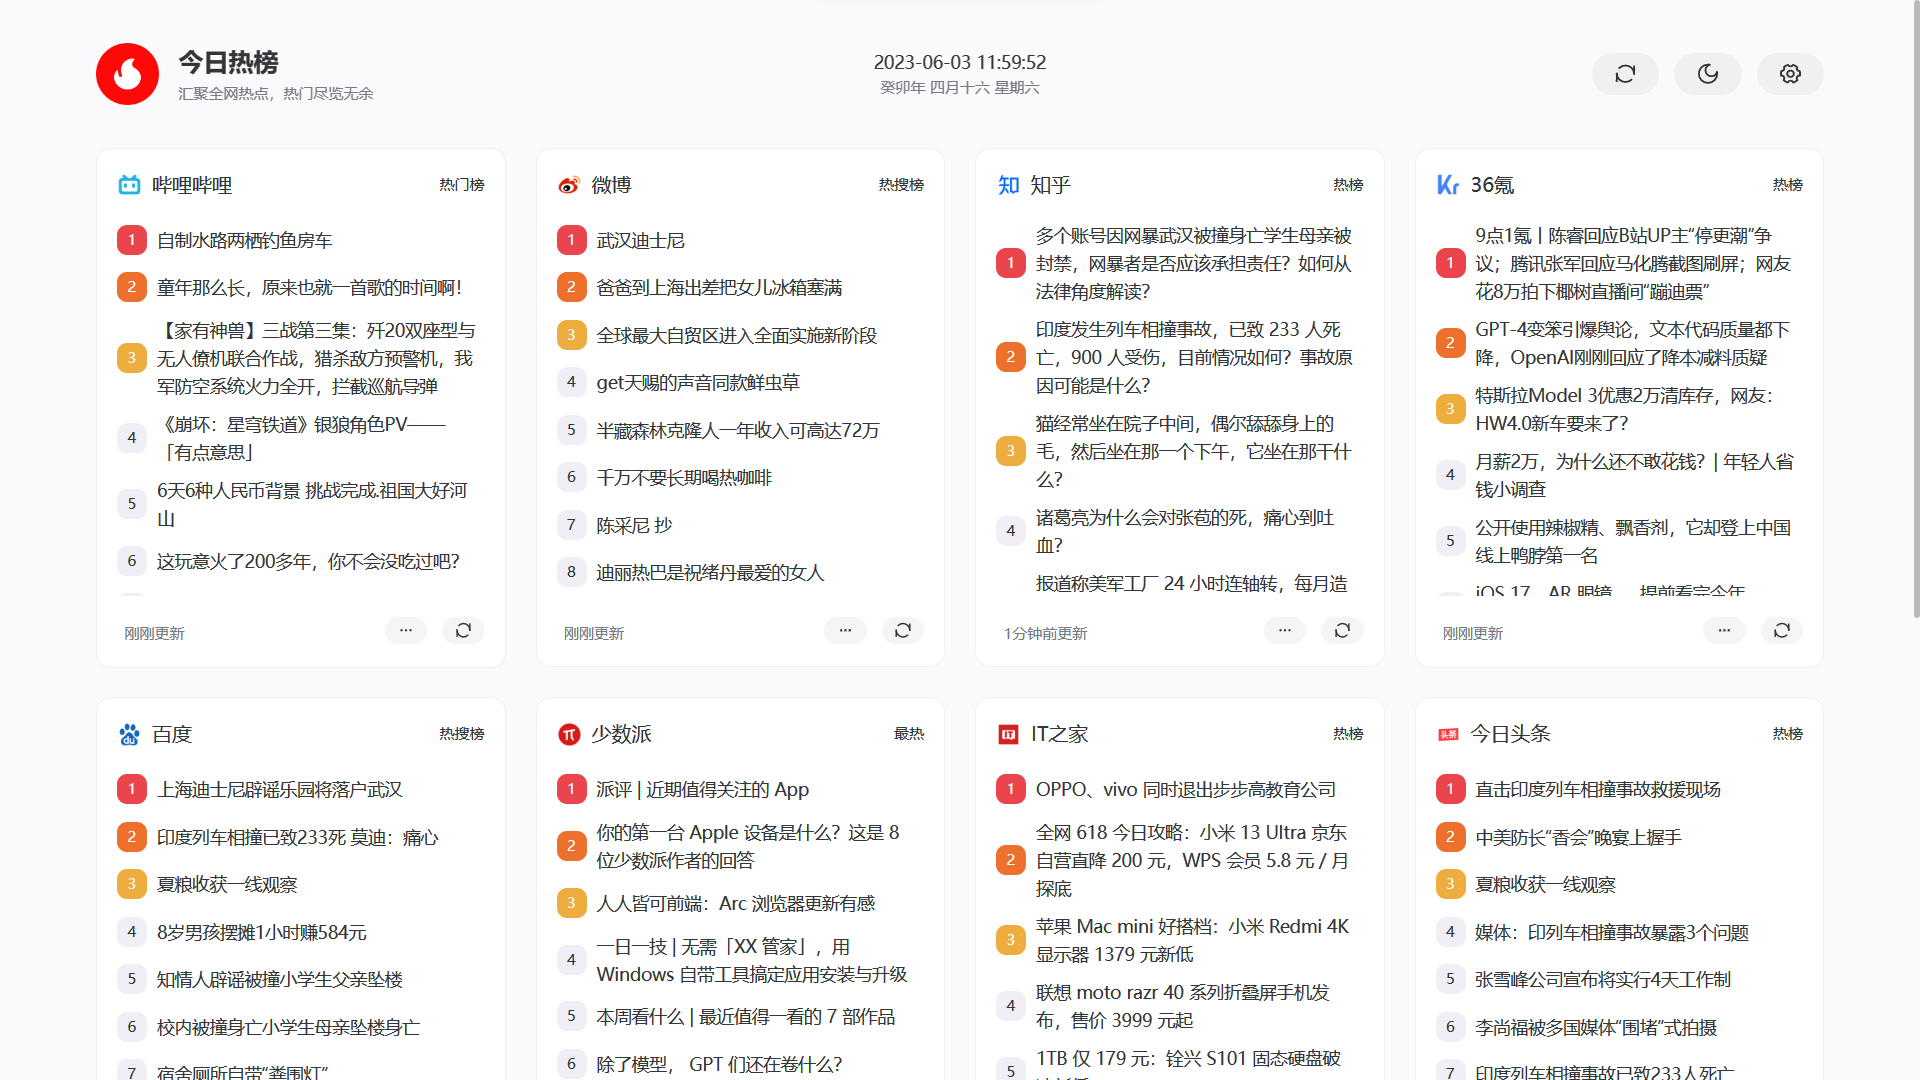 今日热榜
汇聚全网热点，热门尽览无余
2023-06-03 11:59:52
癸卯年 四月十六 星期六
哔哩哔哩
热门榜
1
自制水路两栖钓鱼房车
2
童年那么长，原来也就一首歌的时间啊！
3
【家有神兽】三战第三集：歼20双座型与
无人僚机联合作战，猎杀敌方预警机，我
军防空系统火力全开，拦截巡航导弹
4
《崩坏：星穹铁道》银狼角色PV——
「有点意思」
5
6天6种人民币背景 挑战完成.祖国大好河
山
6
这玩意火了200多年，你不会没吃过吧？
刚刚更新
微博
热搜榜
1
武汉迪士尼
2
爸爸到上海出差把女儿冰箱塞满
3
全球最大自贸区进入全面实施新阶段
4
get天赐的声音同款鲜虫草
5
半藏森林克隆人一年收入可高达72万
6
千万不要长期喝热咖啡
7
陈采尼 抄
8
迪丽热巴是祝绪丹最爱的女人
刚刚更新
知 知乎
热榜
1
多个账号因网暴武汉被撞身亡学生母亲被
封禁，网暴者是否应该承担责任？如何从
法律角度解读？
2
印度发生列车相撞事故，已致 233 人死
亡，900 人受伤，目前情况如何？事故原
因可能是什么？
3
猫经常坐在院子中间，偶尔舔舔身上的
毛，然后坐在那一个下午，它坐在那干什
么？
4
诸葛亮为什么会对张苞的死，痛心到吐
血？
报道称美军工厂 24 小时连轴转，每月造
1分钟前更新
Kr 36氪
热榜
1
9点1氪丨陈睿回应B站UP主“停更潮”争
议；腾讯张军回应马化腾截图刷屏；网友
花8万拍下椰树直播间“蹦迪票”
2
GPT-4变笨引爆舆论，文本代码质量都下
降，OpenAI刚刚回应了降本减料质疑
3
特斯拉Model 3优惠2万清库存，网友：
HW4.0新车要来了？
4
月薪2万，为什么还不敢花钱？| 年轻人省
钱小调查
5
公开使用辣椒精、飘香剂，它却登上中国
线上鸭脖第一名
iOS 17、AR 眼镜……提前看完今年
刚刚更新
百度
热搜榜
1
上海迪士尼辟谣乐园将落户武汉
2
印度列车相撞已致233死 莫迪：痛心
3
夏粮收获一线观察
4
8岁男孩摆摊1小时赚584元
5
知情人辟谣被撞小学生父亲坠楼
6
校内被撞身亡小学生母亲坠楼身亡
7
宿舍厕所自带“粪围灯”
少数派
最热
1
派评 | 近期值得关注的 App
2
你的第一台 Apple 设备是什么？这是 8
位少数派作者的回答
3
人人皆可前端：Arc 浏览器更新有感
4
一日一技 | 无需「XX 管家」，用
Windows 自带工具搞定应用安装与升级
5
本周看什么 | 最近值得一看的 7 部作品
6
除了模型， GPT 们还在卷什么？
IT IT之家
热榜
1
OPPO、vivo 同时退出步步高教育公司
2
全网 618 今日攻略：小米 13 Ultra 京东
自营直降 200 元，WPS 会员 5.8 元 / 月
探底
3
苹果 Mac mini 好搭档：小米 Redmi 4K
显示器 1379 元新低
4
联想 moto razr 40 系列折叠屏手机发
布，售价 3999 元起
5
1TB 仅 179 元：铨兴 S101 固态硬盘破
头条 今日头条
热榜
1
直击印度列车相撞事故救援现场
2
中美防长“香会”晚宴上握手
3
夏粮收获一线观察
4
媒体：印列车相撞事故暴露3个问题
5
张雪峰公司宣布将实行4天工作制
6
李尚福被多国媒体“围堵”式拍摄
7
印度列车相撞事故已致233人死亡